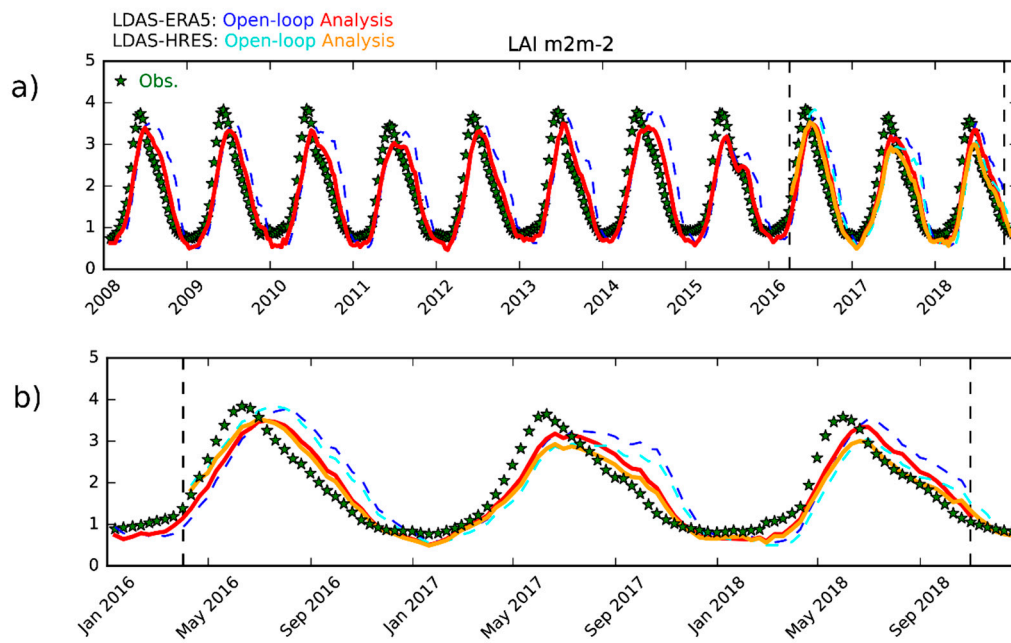 LDAS-ERA5: Open-loop Analysis
LDAS-HRES: Open-loop Analysis
LAI m2m-2
a)
Obs.
5
4
3
2
1
0
2008 2009 2010 2011 2012 2013 2014 2015 2016 2017 2018
b)
5
4
3
2
1
0
Jan 2016 May 2016 Sep 2016 Jan 2017 May 2017 Sep 2017 Jan 2018 May 2018 Sep 2018